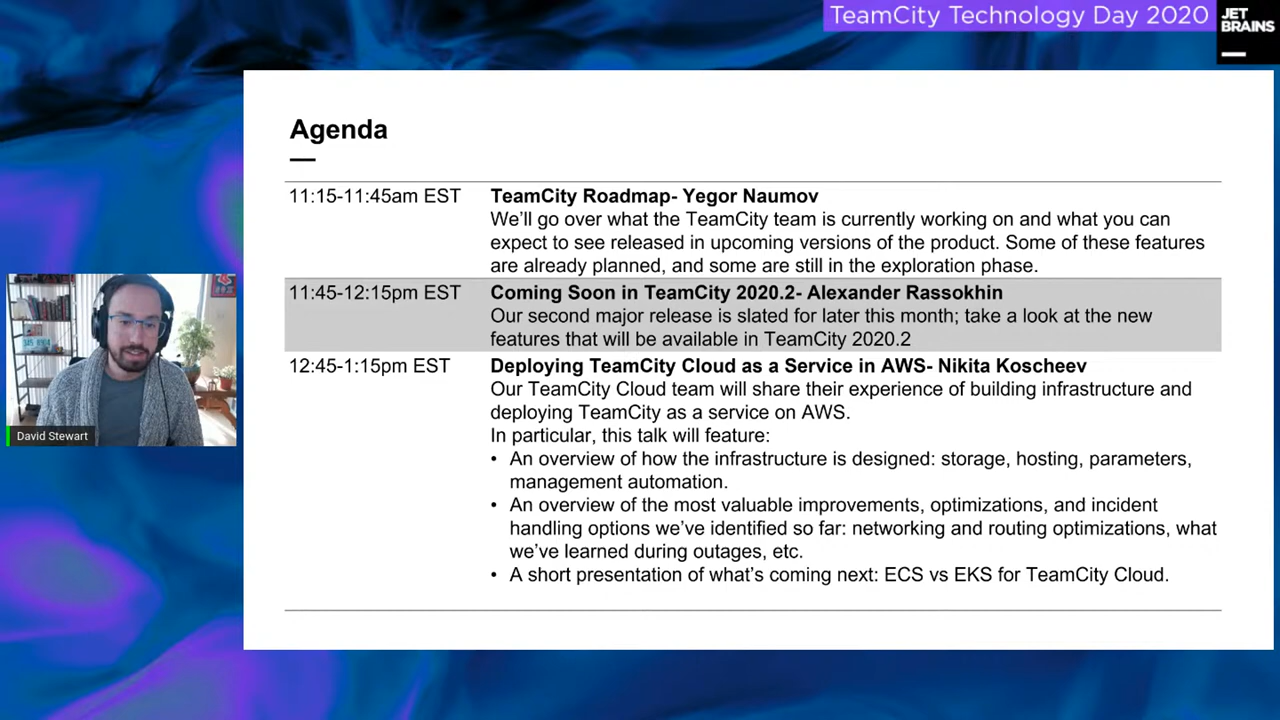 TeamCity Technology Day 2020
JET
BRAINS
Agenda
11:15-11:45am EST
TeamCity Roadmap- Yegor Naumov
We’ll go over what the TeamCity team is currently working on and what you can
expect to see released in upcoming versions of the product. Some of these features
are already planned, and some are still in the exploration phase.
11:45-12:15pm EST
Coming Soon in TeamCity 2020.2- Alexander Rassokhin
Our second major release is slated for later this month; take a look at the new
features that will be available in TeamCity 2020.2
12:45-1:15pm EST
Deploying TeamCity Cloud as a Service in AWS- Nikita Koscheev
Our TeamCity Cloud team will share their experience of building infrastructure and
deploying TeamCity as a service on AWS.
In particular, this talk will feature:
• An overview of how the infrastructure is designed: storage, hosting, parameters,
management automation.
• An overview of the most valuable improvements, optimizations, and incident
handling options we’ve identified so far: networking and routing optimizations, what
we’ve learned during outages, etc.
• A short presentation of what’s coming next: ECS vs EKS for TeamCity Cloud.
David Stewart